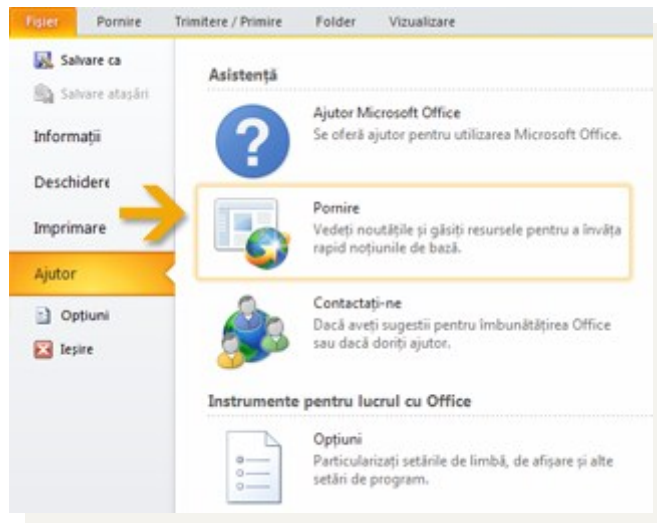 Fișier Pornire Trimitere / Primire Folder Vizualizare
Salvare ca
Salvare atașări
Informații
Deschidere
Imprimare
Ajutor
Opțiuni
Ieșire
Asistență
Ajutor Microsoft Office
Se oferă ajutor pentru utilizarea Microsoft Office.
Pornire
Vedeți noutățile și găsiți resursele pentru a învăța
rapid noțiunile de bază.
Contactați-ne
Dacă aveți sugestii pentru îmbunătățirea Office
sau dacă doriți ajutor.
Instrumente pentru lucrul cu Office
Opțiuni
Particularizați setările de limbă, de afișare și alte
setări de program.